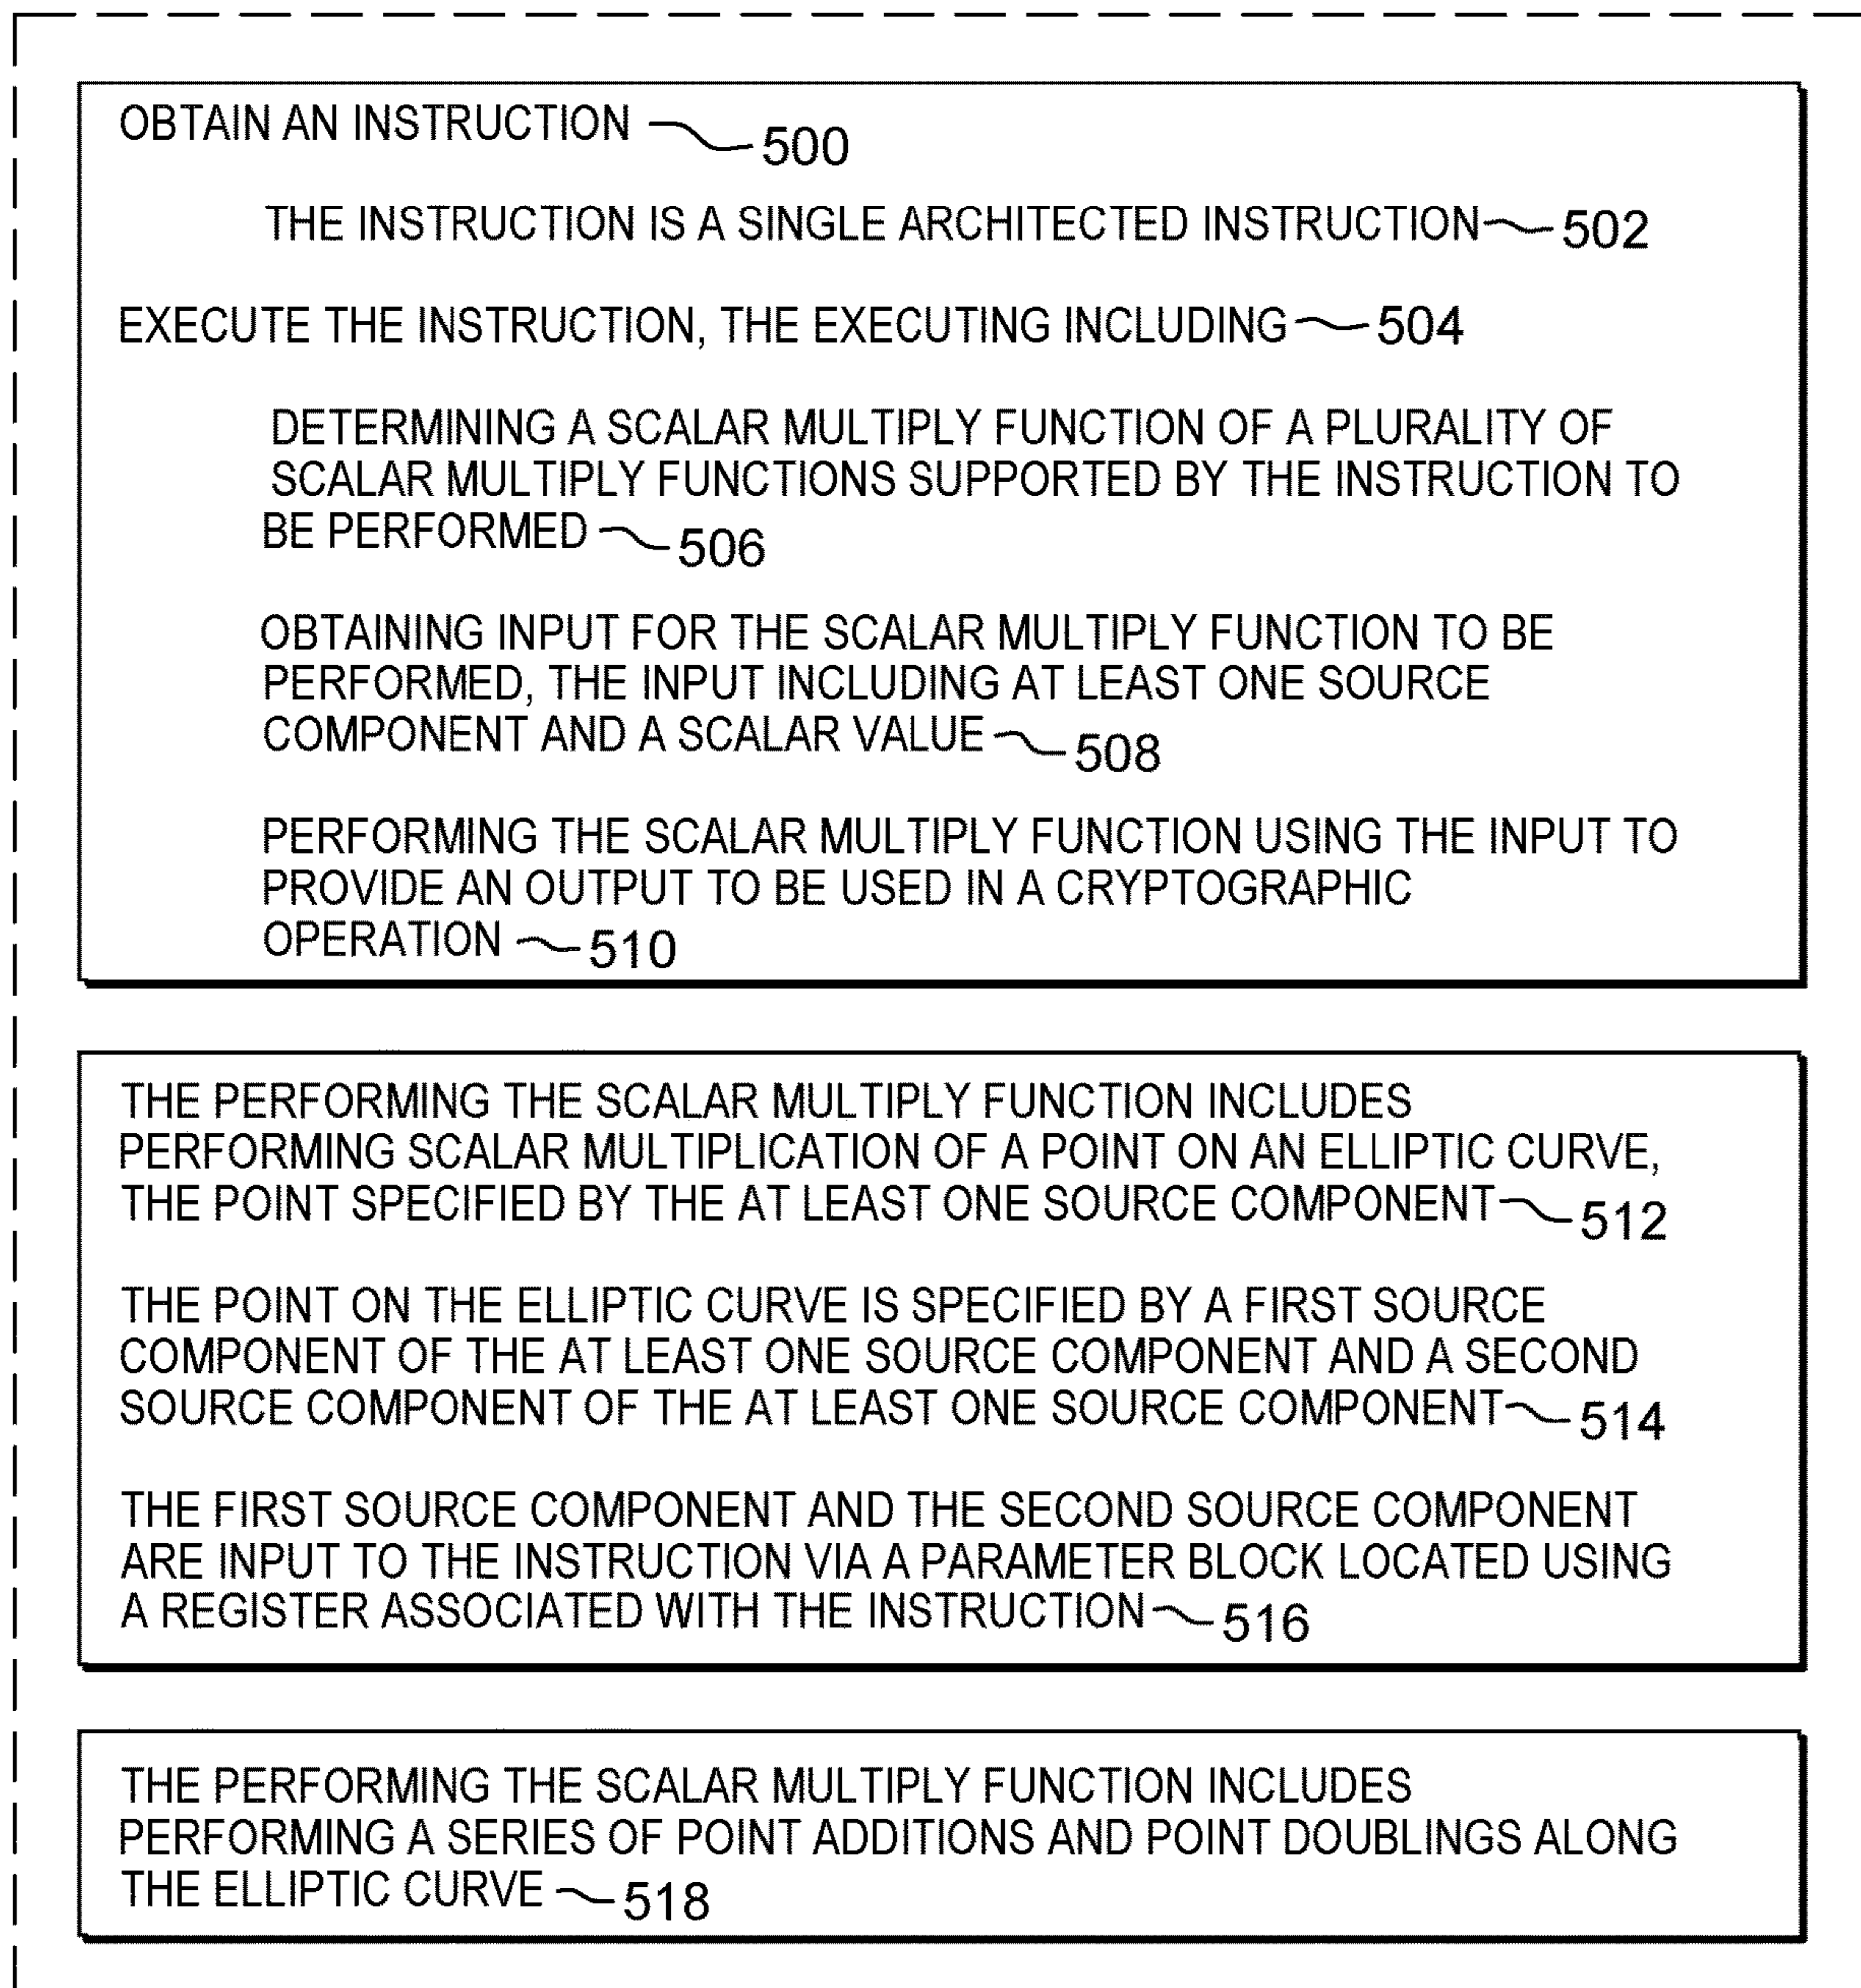 OBTAIN AN INSTRUCTION 500
THE INSTRUCTION IS A SINGLE ARCHITECTED INSTRUCTION 502
EXECUTE THE INSTRUCTION, THE EXECUTING INCLUDING 504
DETERMINING A SCALAR MULTIPLY FUNCTION OF A PLURALITY OF
SCALAR MULTIPLY FUNCTIONS SUPPORTED BY THE INSTRUCTION TO
BE PERFORMED 506
OBTAINING INPUT FOR THE SCALAR MULTIPLY FUNCTION TO BE
PERFORMED, THE INPUT INCLUDING AT LEAST ONE SOURCE
COMPONENT AND A SCALAR VALUE 508
PERFORMING THE SCALAR MULTIPLY FUNCTION USING THE INPUT TO
PROVIDE AN OUTPUT TO BE USED IN A CRYPTOGRAPHIC
OPERATION 510
THE PERFORMING THE SCALAR MULTIPLY FUNCTION INCLUDES
PERFORMING SCALAR MULTIPLICATION OF A POINT ON AN ELLIPTIC CURVE,
THE POINT SPECIFIED BY THE AT LEAST ONE SOURCE COMPONENT 512
THE POINT ON THE ELLIPTIC CURVE IS SPECIFIED BY A FIRST SOURCE
COMPONENT OF THE AT LEAST ONE SOURCE COMPONENT AND A SECOND
SOURCE COMPONENT OF THE AT LEAST ONE SOURCE COMPONENT 514
THE FIRST SOURCE COMPONENT AND THE SECOND SOURCE COMPONENT
ARE INPUT TO THE INSTRUCTION VIA A PARAMETER BLOCK LOCATED USING
A REGISTER ASSOCIATED WITH THE INSTRUCTION 516
THE PERFORMING THE SCALAR MULTIPLY FUNCTION INCLUDES
PERFORMING A SERIES OF POINT ADDITIONS AND POINT DOUBLINGS ALONG
THE ELLIPTIC CURVE 518